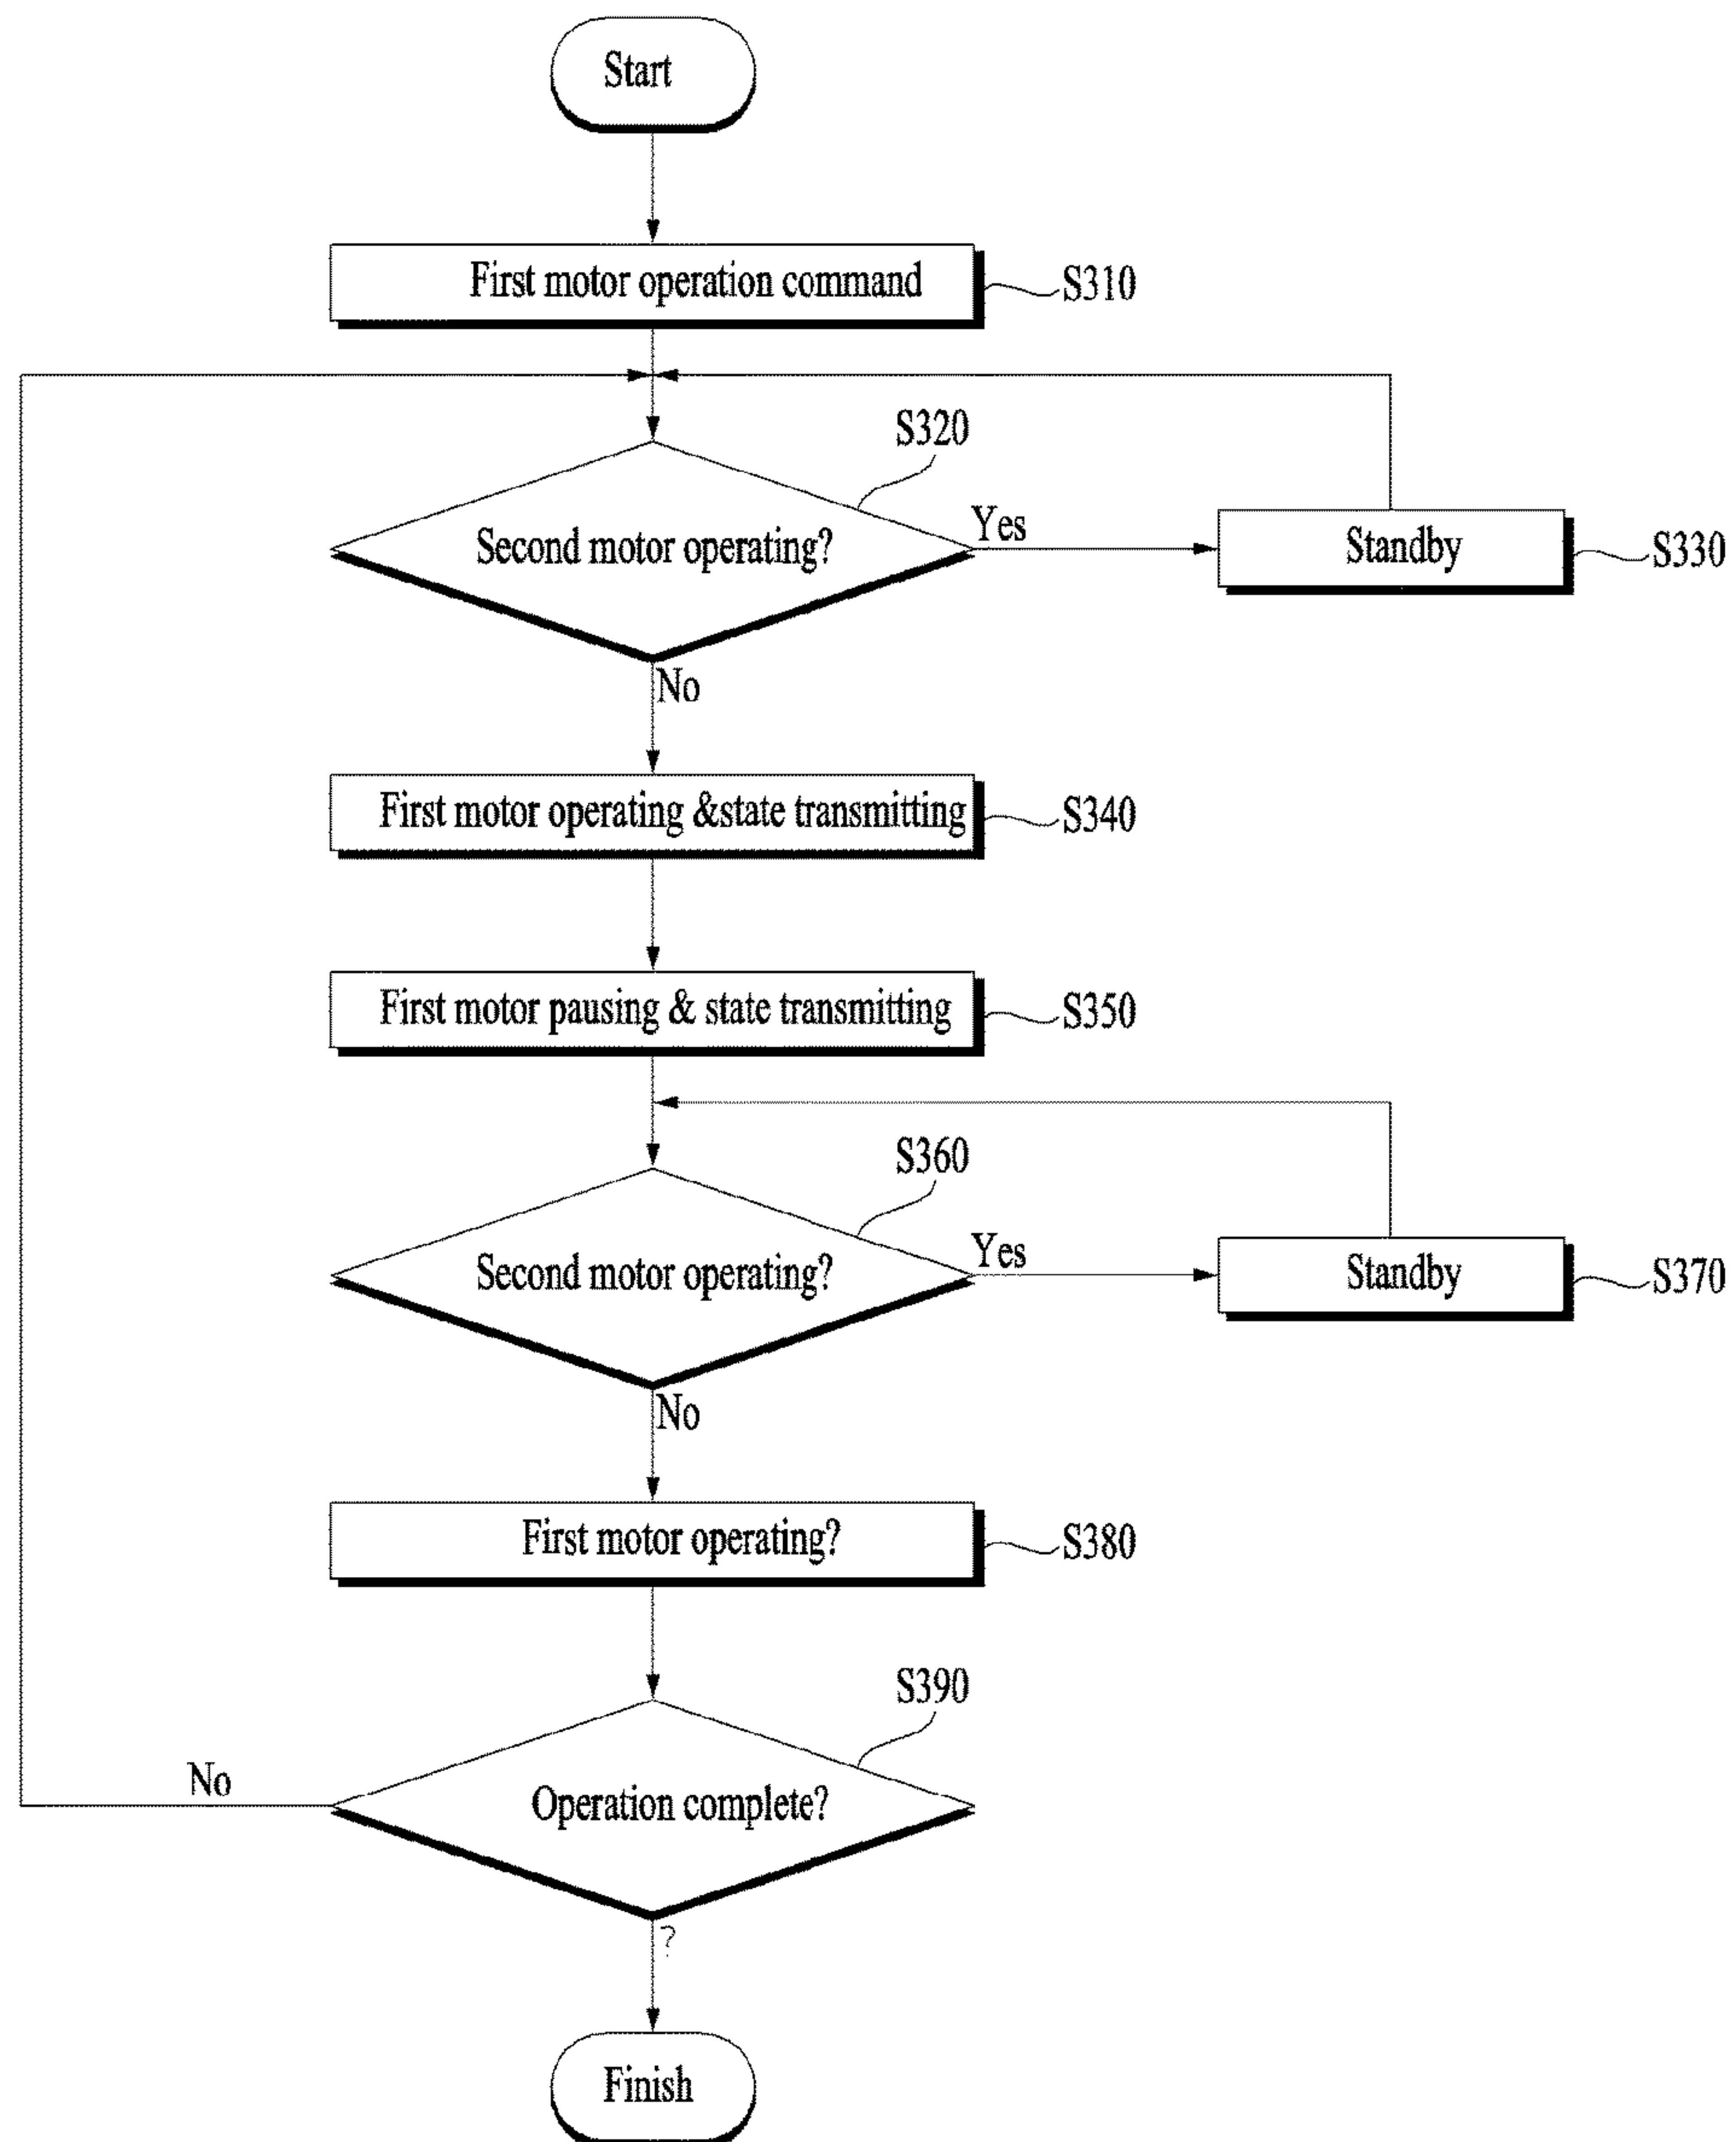 Start
First motor operation command
S310
S320
Second motor operating?
Yes
Standby
S330
No
First motor operating &state transmitting
S340
First motor pausing & state transmitting
S350
S360
Second motor operating?
Yes
Standby
S370
No
First motor operating?
S380
S390
No
Operation complete?
?
Finish